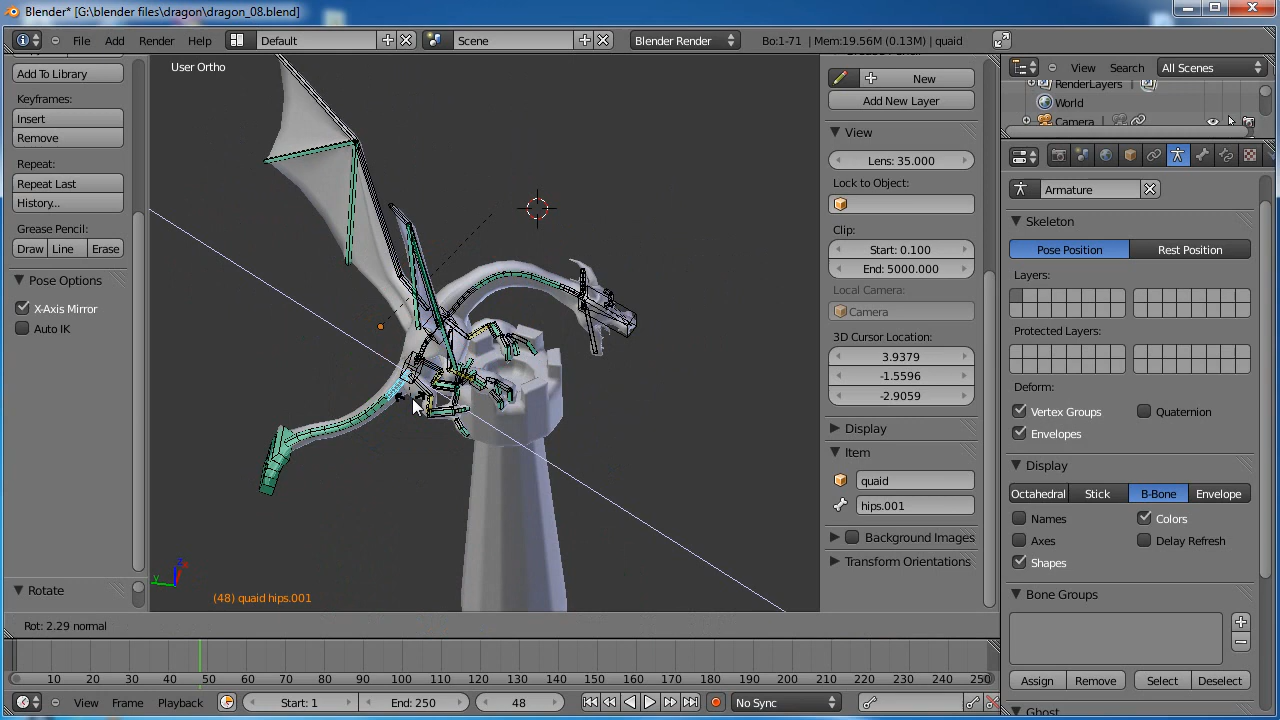 Blender* [G:\blender files\dragon\dragon_08.blend]
File Add Render Help Default Scene Blender Render Bo:1-71 | Mem:19.56M (0.13M) | quaid
Add To Library
Keyframes:
Insert
Remove
Repeat:
Repeat Last
History...
Grease Pencil:
Draw Line Erase
Pose Options
X-Axis Mirror
Auto IK
Rotate
User Ortho
z
y
(48) quaid hips.001
New
Add New Layer
View
Lens: 35.000
Lock to Object:
Clip:
Start: 0.100
End: 5000.000
Local Camera:
Camera
3D Cursor Location:
3.9379
-1.5596
-2.9059
Display
Item
quaid
hips.001
Background Images
Transform Orientations
View Search All Scenes
RenderLayers
World
Camera
Armature
Skeleton
Pose Position Rest Position
Layers:
Protected Layers:
Deform:
Vertex Groups Quaternion
Envelopes
Display
Octahedral Stick B-Bone Envelope
Names Colors
Axes Delay Refresh
Shapes
Bone Groups
Assign Remove Select Deselect
Ghost
Rot: 2.29 normal
10 20 30 40 50 60 70 80 90 100 110 120 130 140 150 160 170 180 190 200 210 220 230 240 250
View Frame Playback Start: 1 End: 250 48 No Sync